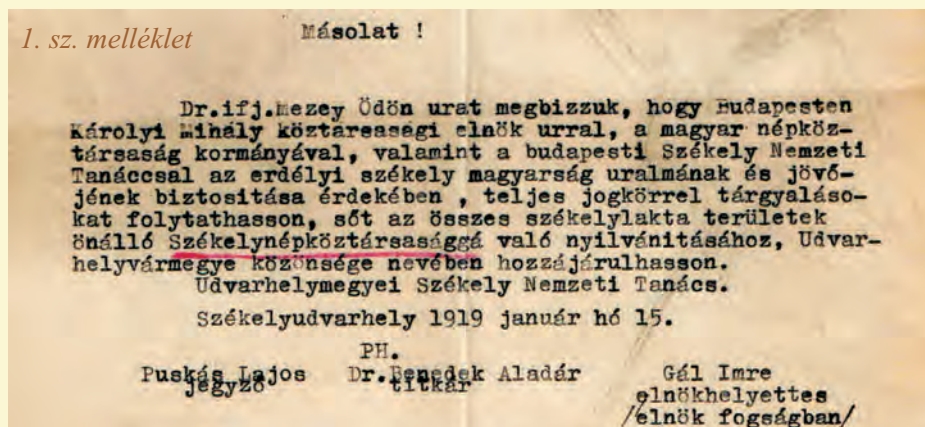 1. sz. melléklet
Másolat !
Dr.ifj.Mezey Ödön urat megbizzuk, hogy Budapesten
Károlyi Mihály köztársasági elnök urral, a magyar népköz-
társaság kormányával, valamint a budapesti Székely Nemzeti
Tanáccsal az erdélyi székely magyarság uralmának és jövő-
jének biztositása érdekében , teljes jogkörrel tárgyaláso-
kat folytathasson, sőt az összes székelylakta területek
önálló Székelynépköztársasággá való nyilvánitásához, Udvar-
helyvármegye közönsége nevében hozzájárulhasson.
Udvarhelymegyei Székely Nemzeti Tanács.
Székelyudvarhely 1919 január hó 15.
PH.
Puskás Lajos Dr.Benedek Aladár Gál Imre
jegyző titkár elnökhelyettes
/elnök fogságban/